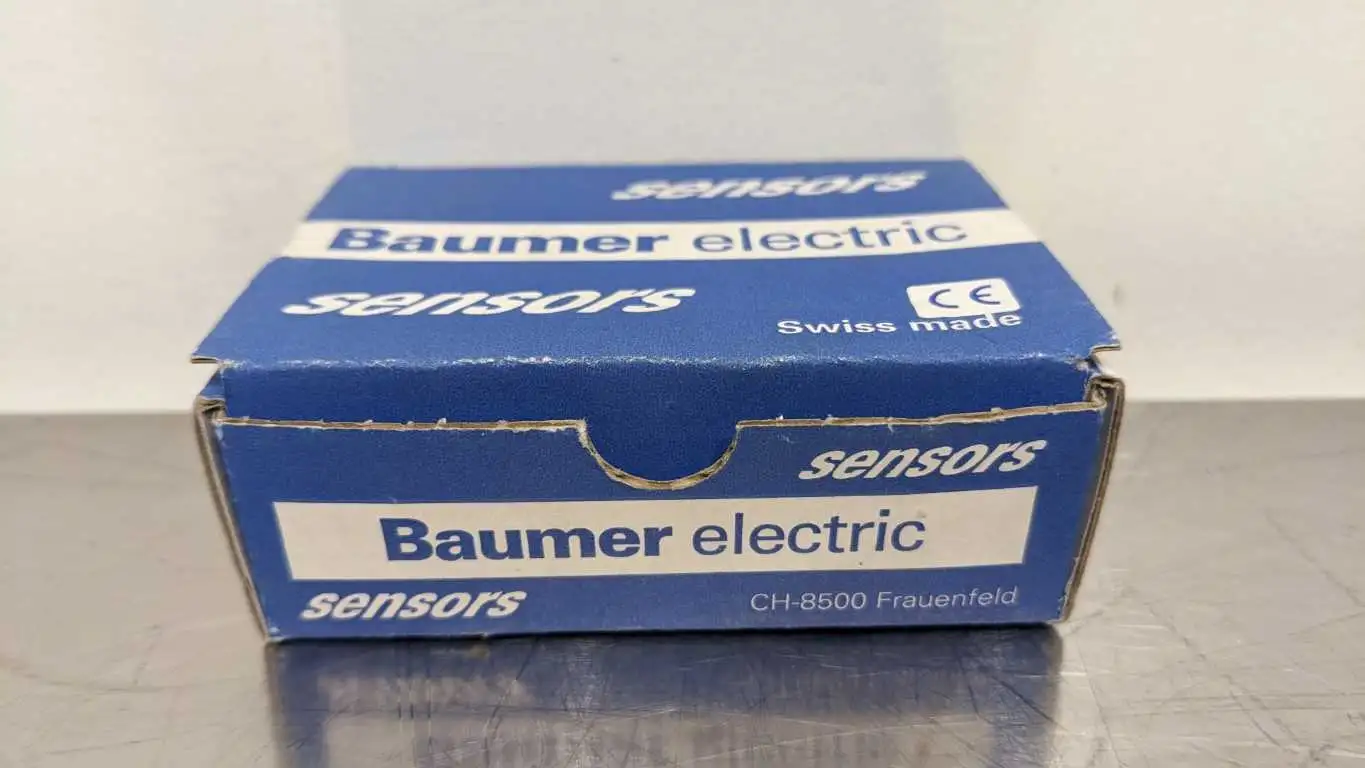 sensors
Baumer electric
sensors
CE
Swiss made
sensors
Baumer electric
sensors
CH-8500 Frauenfeld